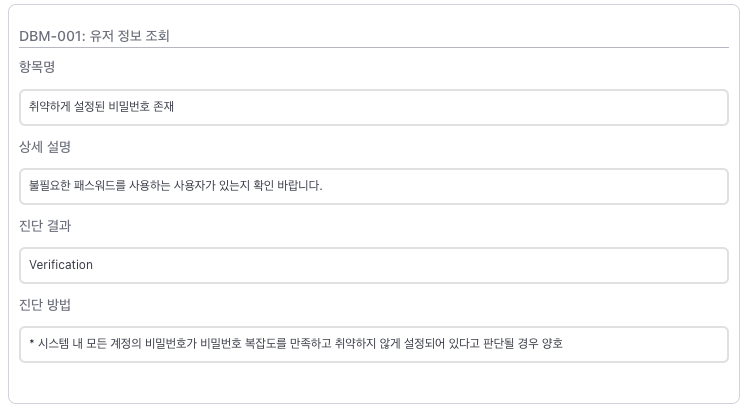 DBM-001: 유저 정보 조회
항목명
취약하게 설정된 비밀번호 존재
상세 설명
불필요한 패스워드를 사용하는 사용자가 있는지 확인 바랍니다.
진단 결과
Verification
진단 방법
* 시스템 내 모든 계정의 비밀번호가 비밀번호 복잡도를 만족하고 취약하지 않게 설정되어 있다고 판단될 경우 양호